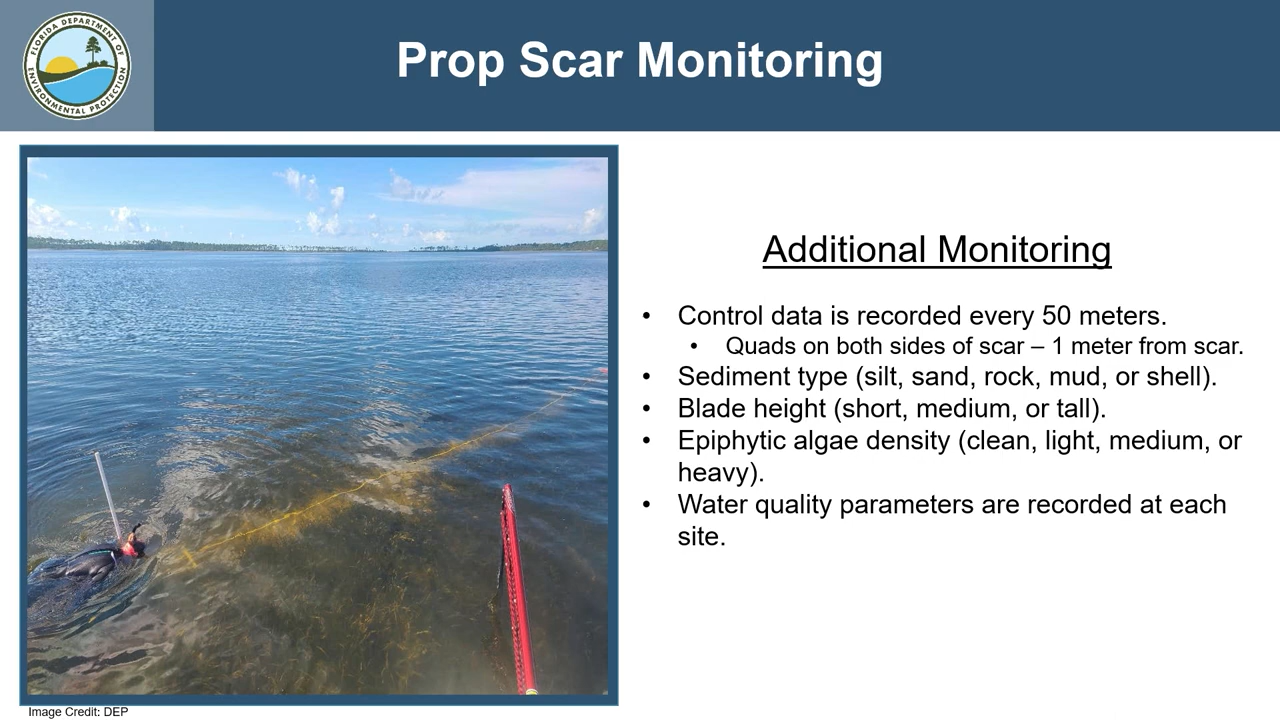 FLORIDA DEPARTMENT OF
ENVIRONMENTAL PROTECTION
Prop Scar Monitoring
Additional Monitoring
• Control data is recorded every 50 meters.
• Quads on both sides of scar – 1 meter from scar.
• Sediment type (silt, sand, rock, mud, or shell).
• Blade height (short, medium, or tall).
• Epiphytic algae density (clean, light, medium, or
heavy).
• Water quality parameters are recorded at each
site.
Image Credit: DEP